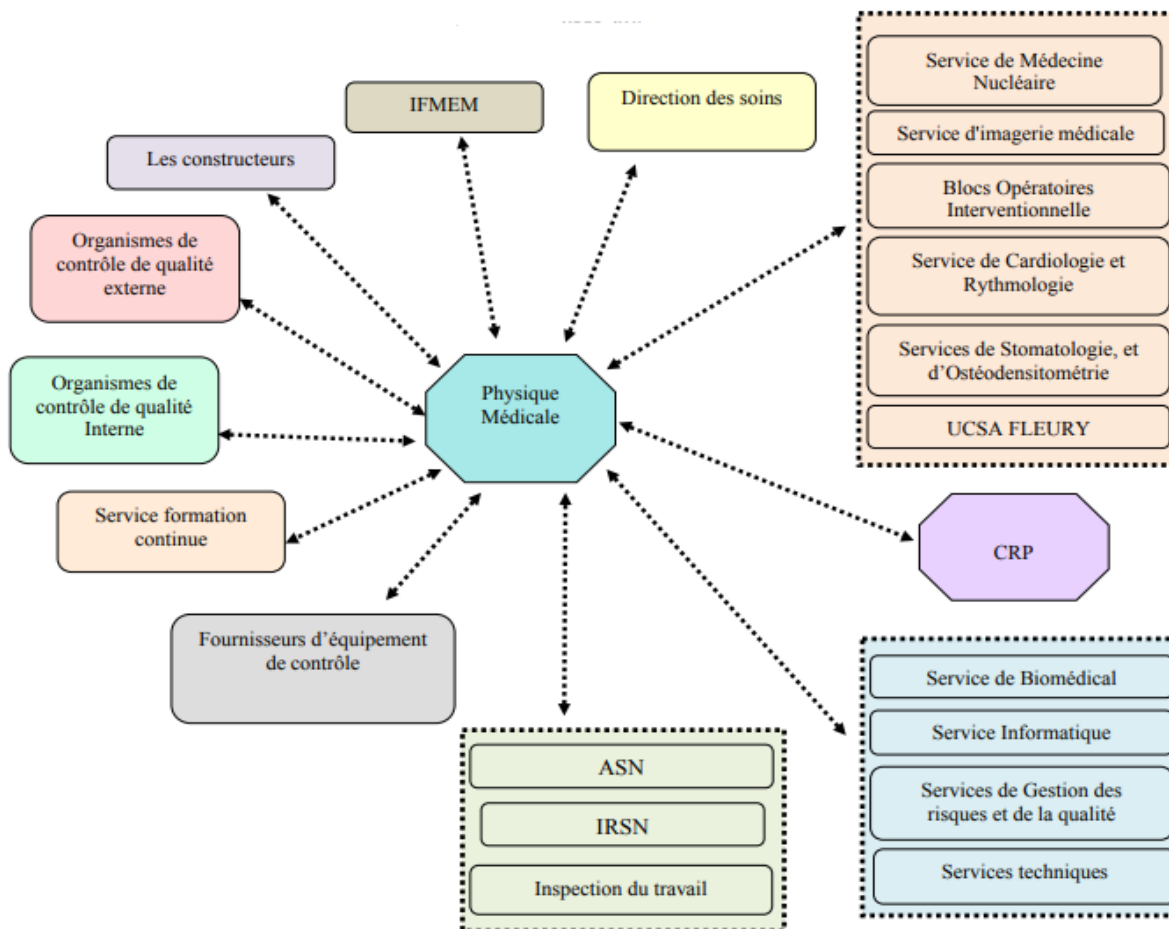 IFMEM
Direction des soins
Les constructeurs
Organismes de
contrôle de qualité
externe
Organismes de
contrôle de qualité
Interne
Service formation
continue
Fournisseurs d’équipement
de contrôle
Physique
Médicale
Service de Médecine
Nucléaire
Service d'imagerie médicale
Blocs Opératoires
Interventionnelle
Service de Cardiologie et
Rythmologie
Services de Stomatologie, et
d’Ostéodensitométrie
UCSA FLEURY
CRP
Service de Biomédical
Service Informatique
Services de Gestion des
risques et de la qualité
Services techniques
ASN
IRSN
Inspection du travail